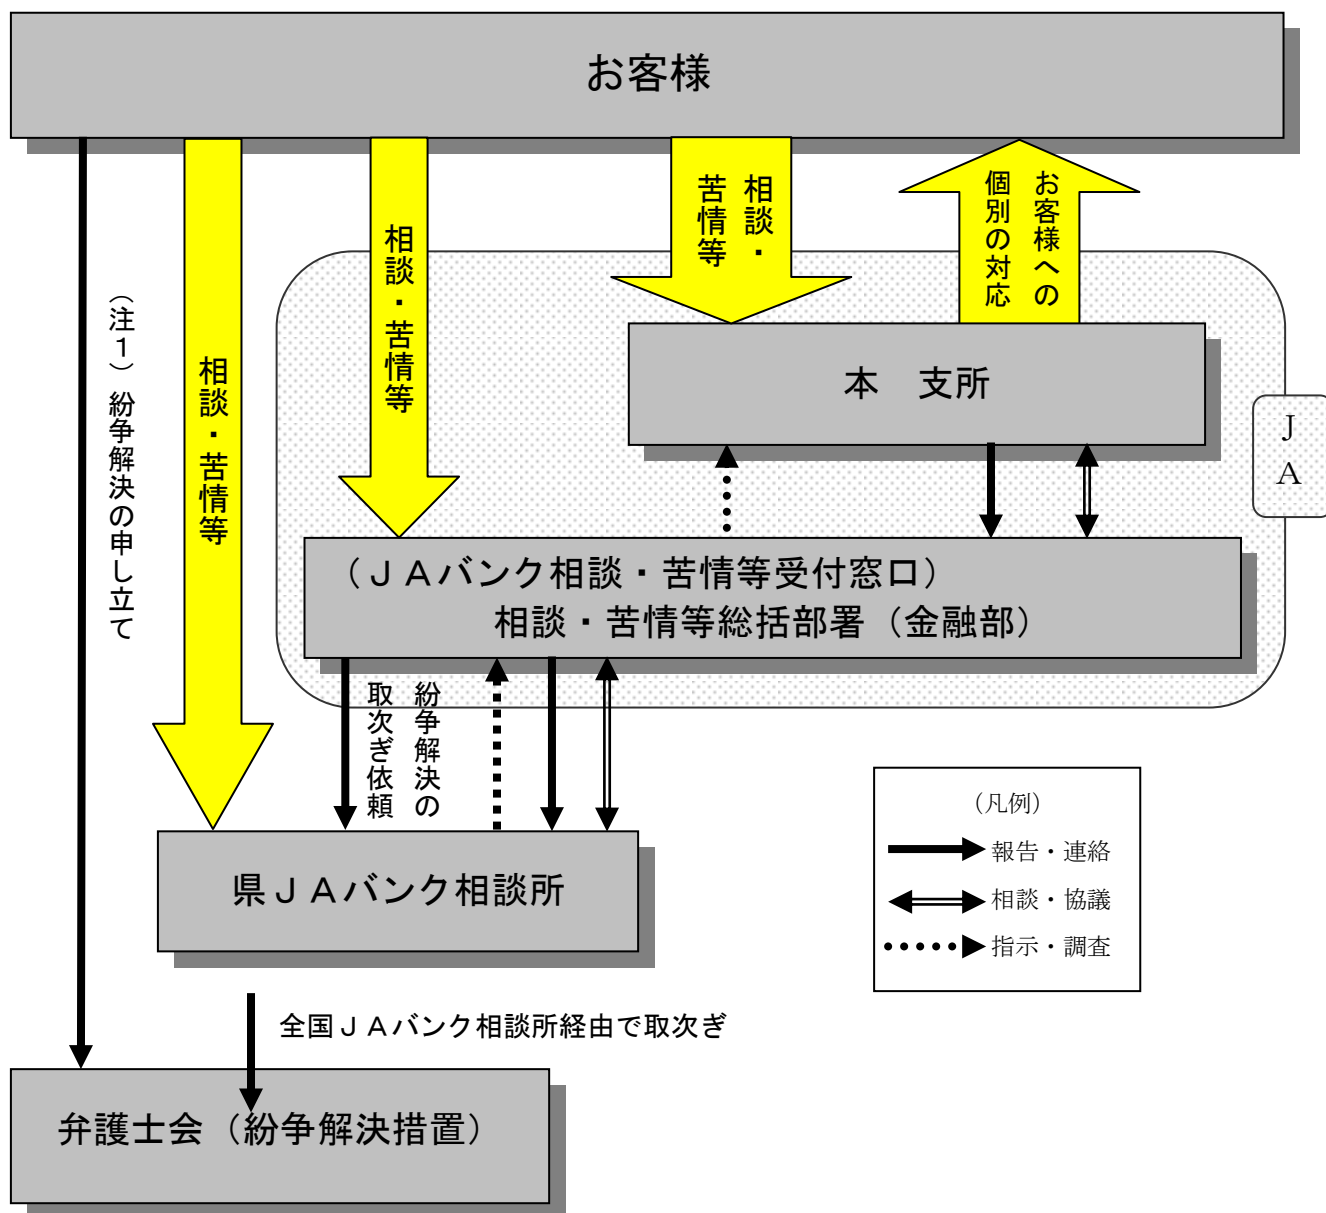 お客様
相談・
苦情等
お客様への
個別の対応
相談・苦情等
相談・苦情等
（注１）紛争解決の申し立て
本　支所
ＪＡ
（ＪＡバンク相談・苦情等受付窓口）
相談・苦情等総括部署（金融部）
紛争解決の
取次ぎ依頼
県ＪＡバンク相談所
（凡例）
報告・連絡
相談・協議
指示・調査
全国ＪＡバンク相談所経由で取次ぎ
弁護士会（紛争解決措置）